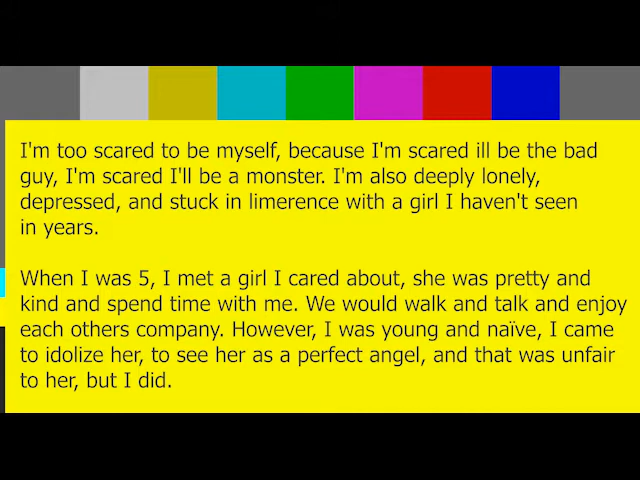 I'm too scared to be myself, because I'm scared ill be the bad
guy, I'm scared I'll be a monster. I'm also deeply lonely,
depressed, and stuck in limerence with a girl I haven't seen
in years.
When I was 5, I met a girl I cared about, she was pretty and
kind and spend time with me. We would walk and talk and enjoy
each others company. However, I was young and naïve, I came
to idolize her, to see her as a perfect angel, and that was unfair
to her, but I did.